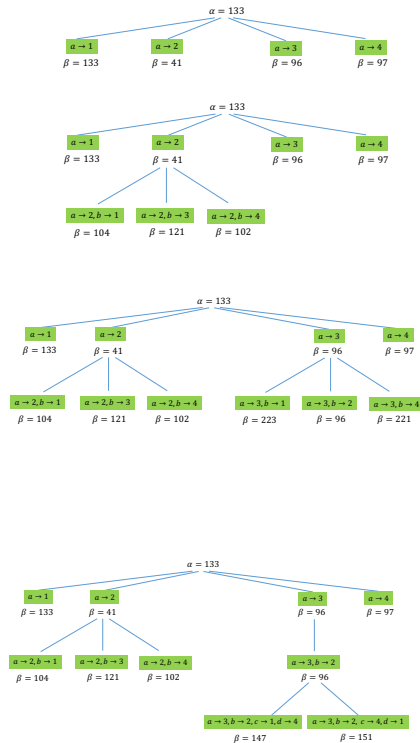 α = 133
a → 1 a → 2 a → 3 a → 4
β = 133 β = 41 β = 96 β = 97
α = 133
a → 1 a → 2 a → 3 a → 4
β = 133 β = 41 β = 96 β = 97
a → 2, b → 1 a → 2, b → 3 a → 2, b → 4
β = 104 β = 121 β = 102
α = 133
a → 1 a → 2 a → 3 a → 4
β = 133 β = 41 β = 96 β = 97
a → 2, b → 1 a → 2, b → 3 a → 2, b → 4 a → 3, b → 1 a → 3, b → 2 a → 3, b → 4
β = 104 β = 121 β = 102 β = 223 β = 96 β = 221
α = 133
a → 1 a → 2 a → 3 a → 4
β = 133 β = 41 β = 96 β = 97
a → 2, b → 1 a → 2, b → 3 a → 2, b → 4 a → 3, b → 2
β = 104 β = 121 β = 102 β = 96
a → 3, b → 2, c → 1, d → 4 a → 3, b → 2, c → 4, d → 1
β = 147 β = 151